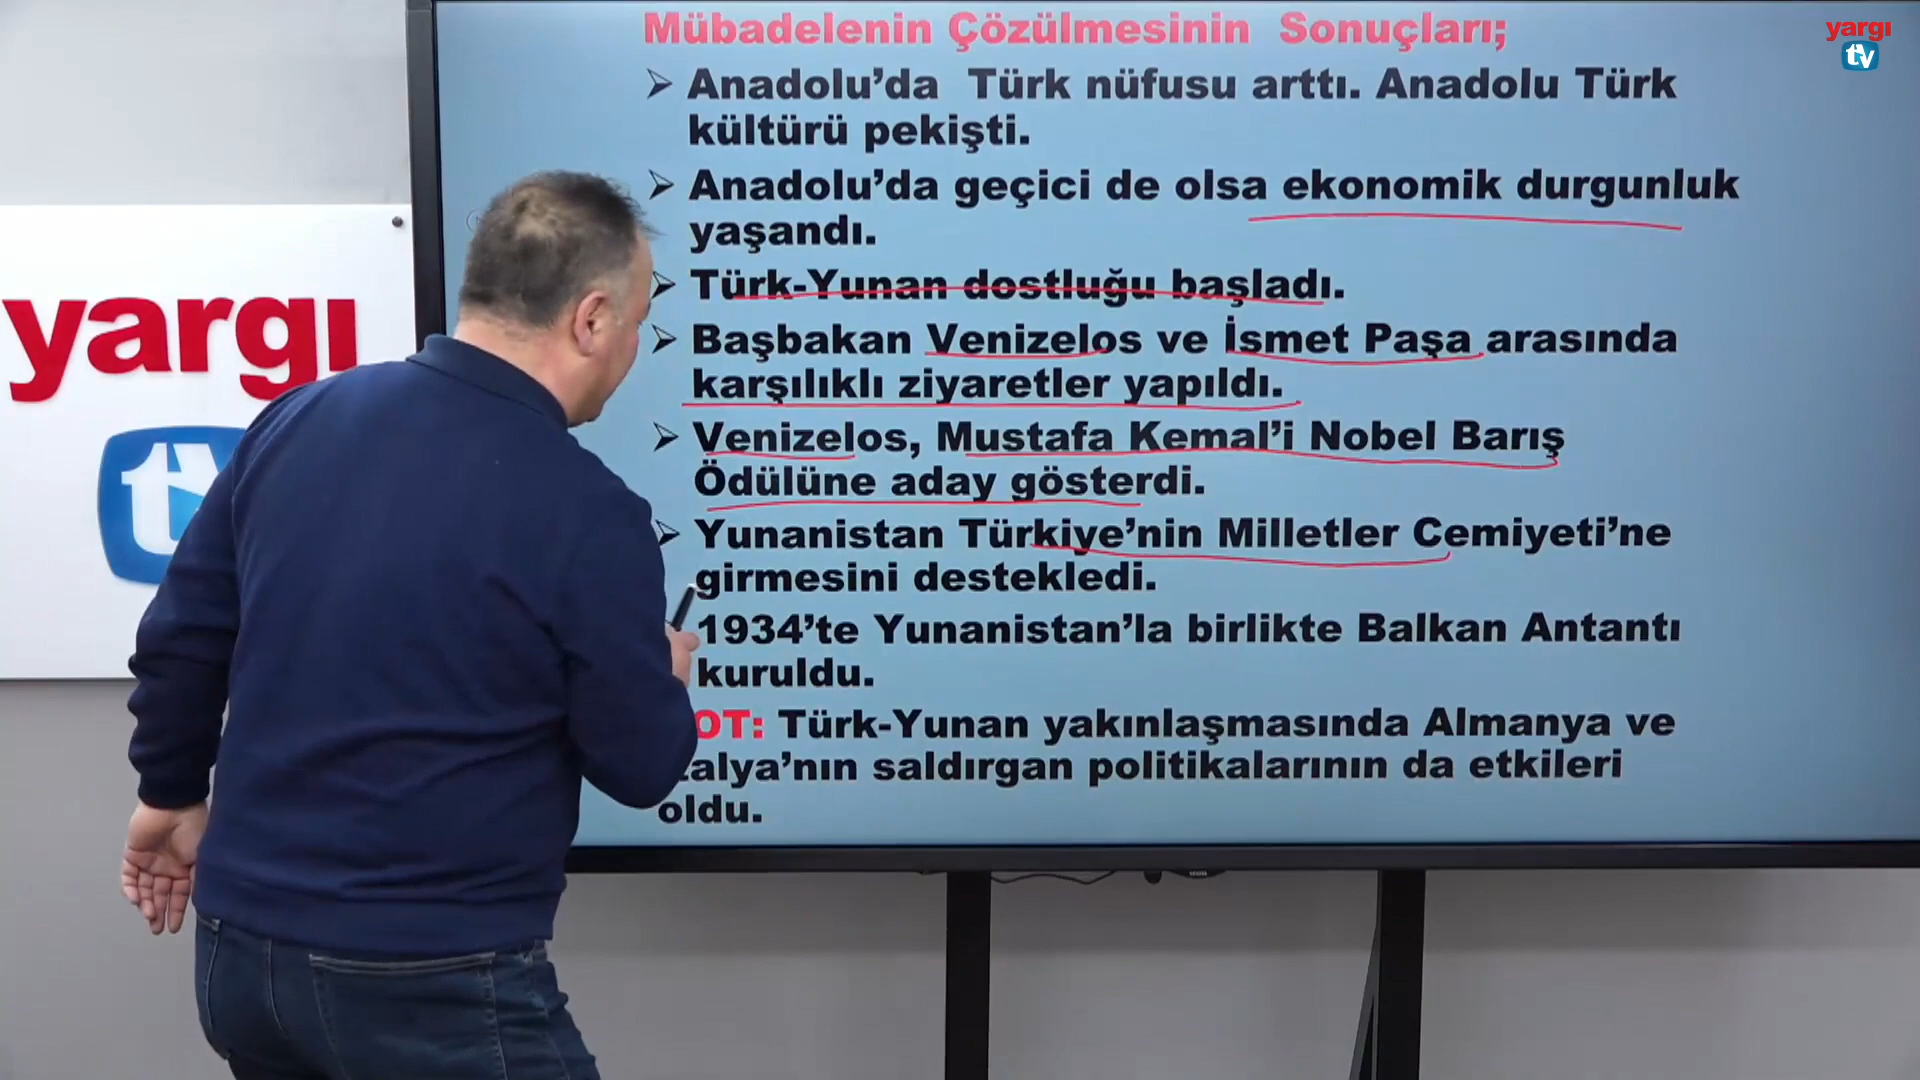 yargı
tv
Mübadelenin Çözülmesinin Sonuçları;
Anadolu’da Türk nüfusu arttı. Anadolu Türk
kültürü pekişti.
Anadolu’da geçici de olsa ekonomik durgunluk
yaşandı.
Türk-Yunan dostluğu başladı.
Başbakan Venizelos ve İsmet Paşa arasında
karşılıklı ziyaretler yapıldı.
Venizelos, Mustafa Kemal’i Nobel Barış
Ödülüne aday gösterdi.
Yunanistan Türkiye’nin Milletler Cemiyeti’ne
girmesini destekledi.
1934’te Yunanistan’la birlikte Balkan Antantı
kuruldu.
OT: Türk-Yunan yakınlaşmasında Almanya ve
talya’nın saldırgan politikalarının da etkileri
oldu.
yargı
tv